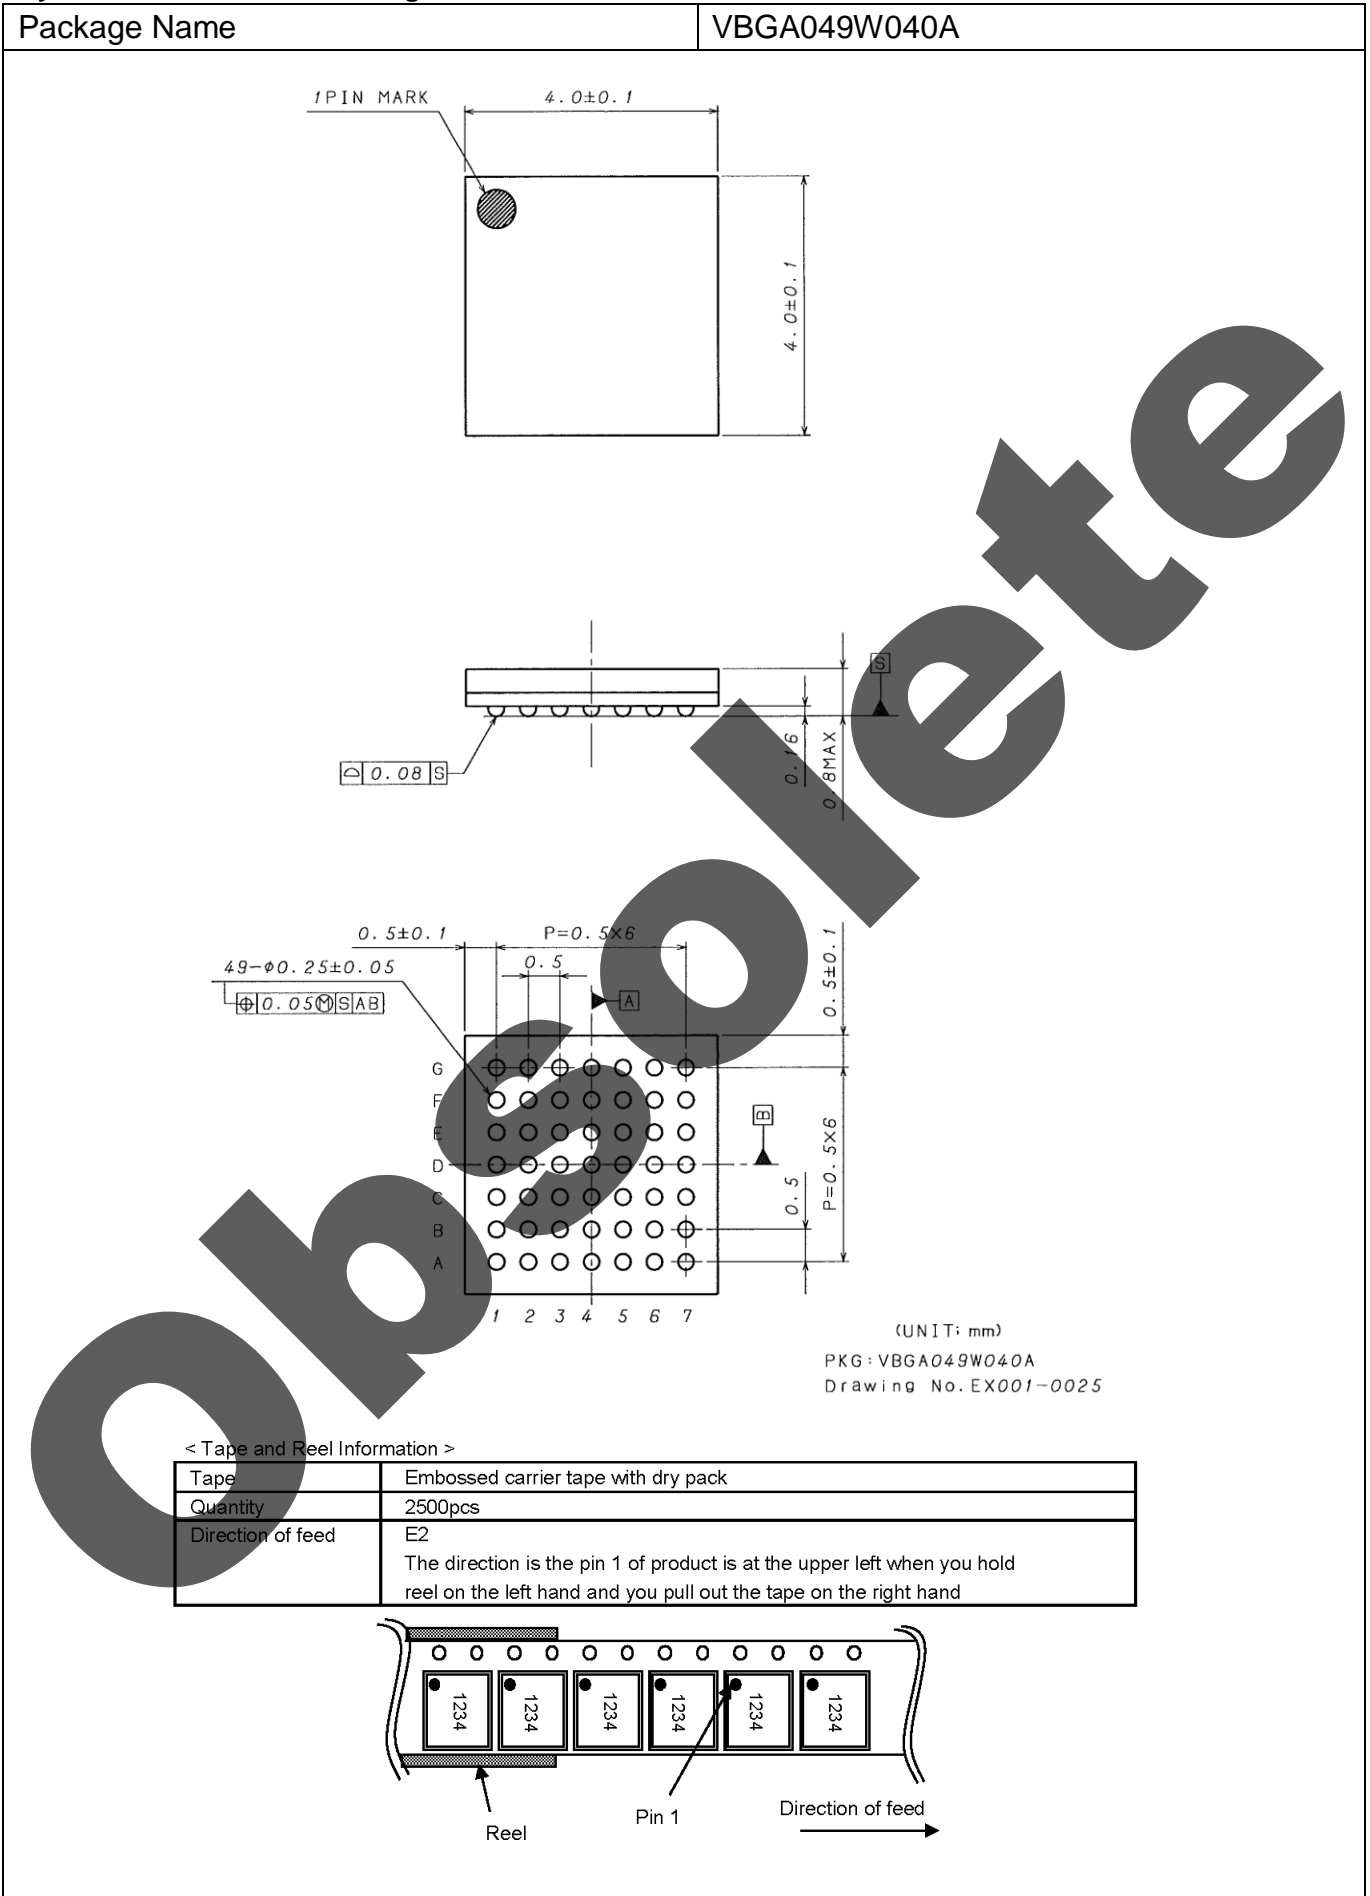 Package Name VBGA049W040A
1PIN MARK
4.0±0.1
4.0±0.1
S
0.16
0.8MAX
0.08 S
0.5±0.1
P=0.5×6
0.5±0.1
49-φ0.25±0.05
0.5
0.05 M S AB
A
G
F
B
E
P=0.5×6
D
0.5
C
B
A
1 2 3 4 5 6 7
(UNIT; mm)
PKG:VBGA049W040A
Drawing No.EX001-0025
Obsolete
< Tape and Reel Information >
Tape Embossed carrier tape with dry pack
Quantity 2500pcs
Direction of feed E2
The direction is the pin 1 of product is at the upper left when you hold
reel on the left hand and you pull out the tape on the right hand
1234 1234 1234 1234 1234 1234
Reel
Pin 1
Direction of feed